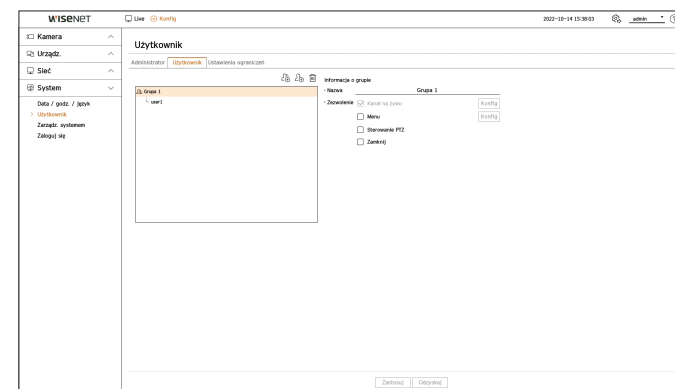 WISENET
Live Konfig 2022-10-14 15:38:03 admin
Kamera
Urządz.
Sieć
System
Data / godz. / język
Użytkownik
Zarządz. systemem
Zaloguj się
Użytkownik
Administrator Użytkownik Ustawienia ograniczeń
Grupa 1
user1
Informacja o grupie
Nazwa Grupa 1
Zezwolenie Kanał na żywo Konfig
Menu Konfig
Sterowanie PTZ
Zamknij
Zastosuj Odzyskaj